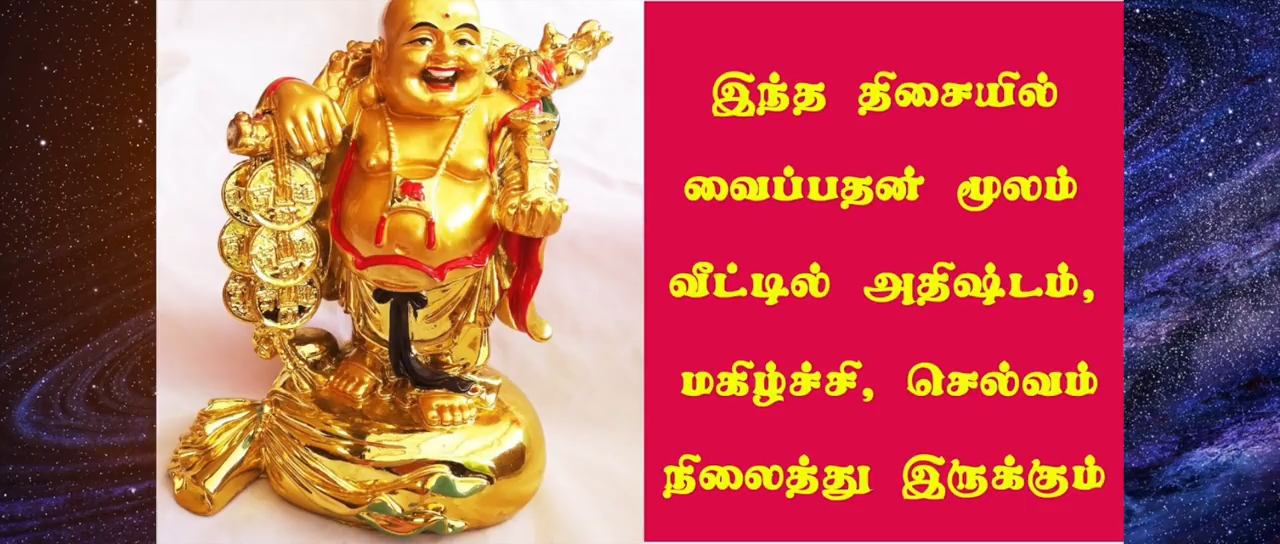 இந்த திசையில்
வைப்பதன் மூலம்
வீட்டில் அதிஷ்டம்,
மகிழ்ச்சி, செல்வம்
நிலைத்து இருக்கும்